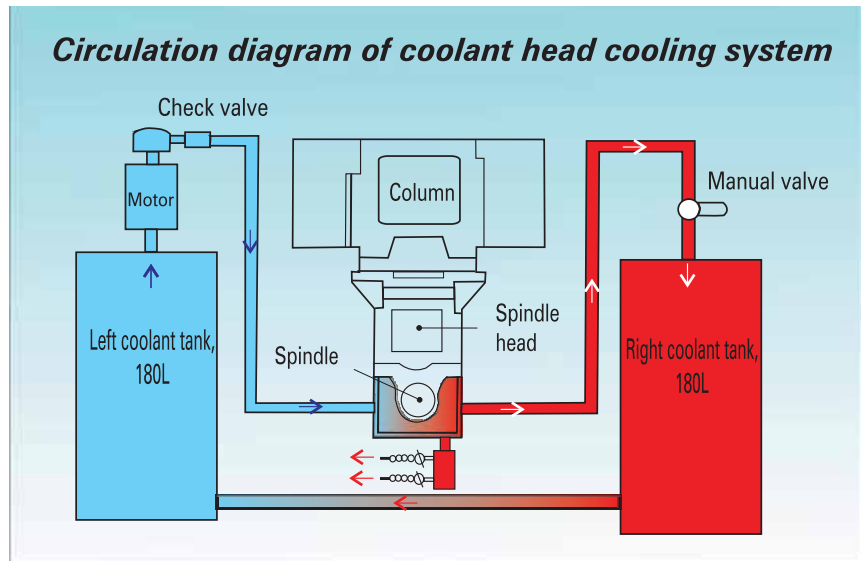 Circulation diagram of coolant head cooling system
Check valve
Motor
Column
Manual valve
Left coolant tank,
180L
Spindle
Spindle
head
Right coolant tank,
180L